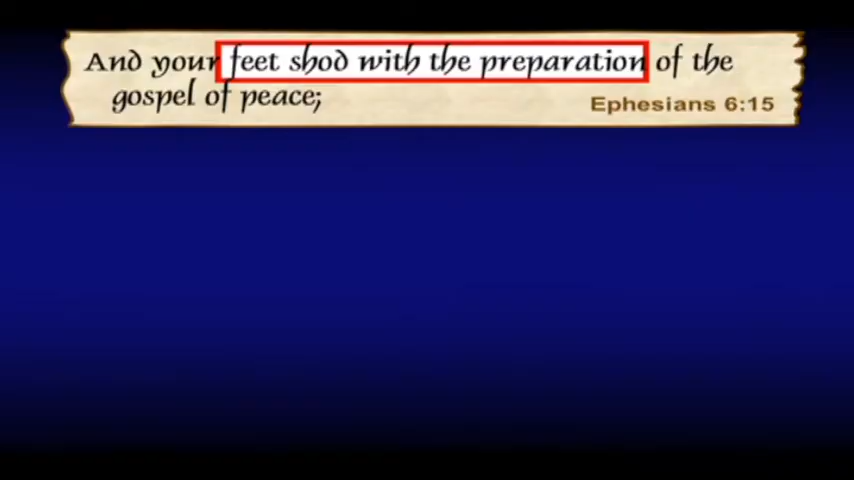 And your feet shod with the preparation of the
gospel of peace;
Ephesians 6:15